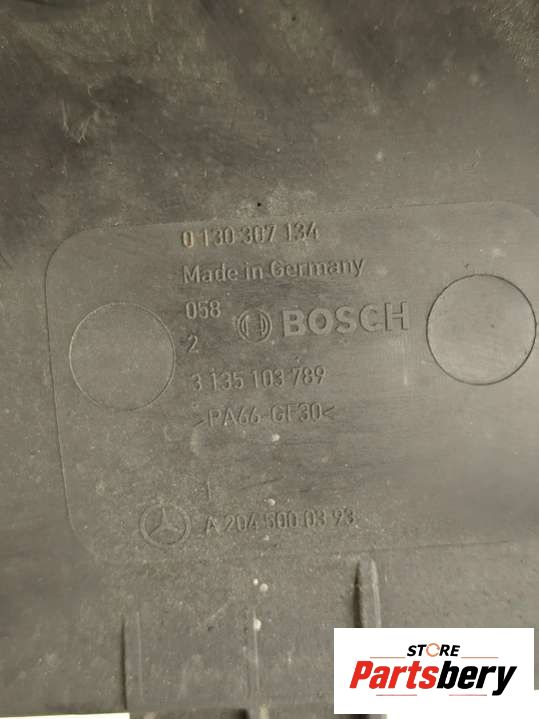 0 130 307 134
Made in Germany
058
BOSCH
2
3 135 103 789
>PA66-GF30<
1
A 204 500 03 93
STORE
Partsbery